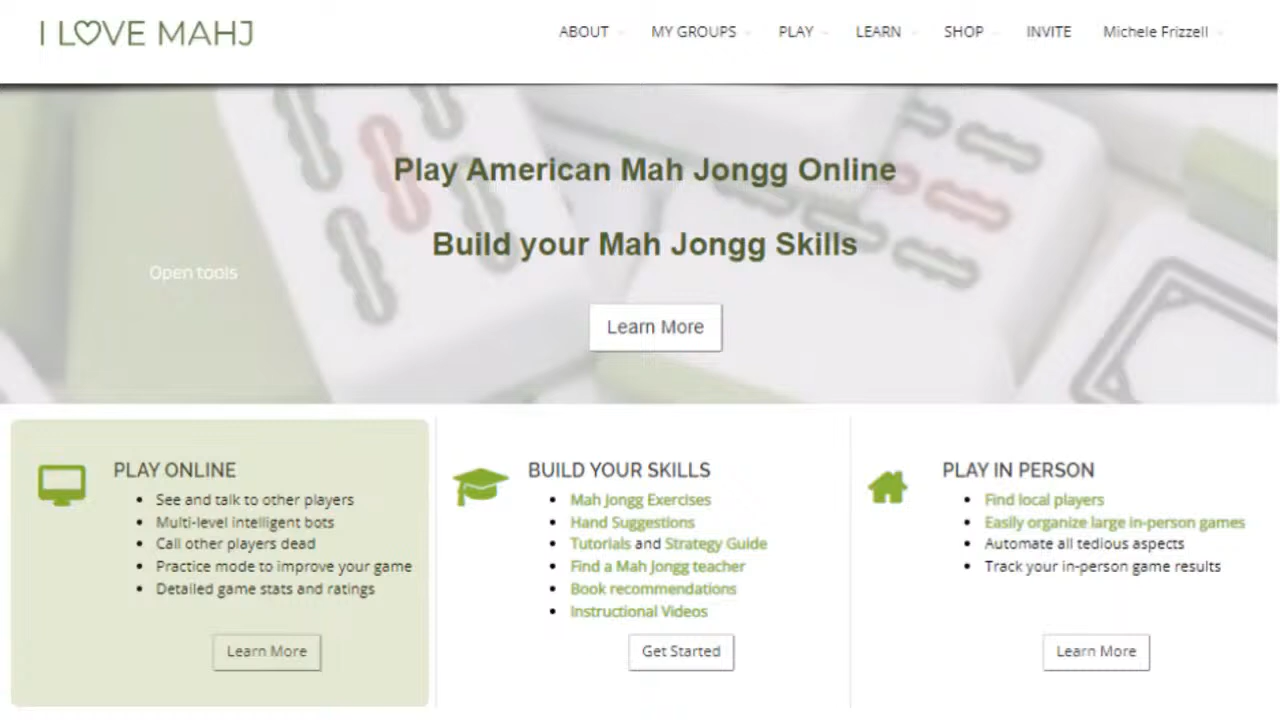 I LOVE MAHJ
ABOUT MY GROUPS PLAY LEARN SHOP INVITE Michele Frizzell
Play American Mah Jongg Online
Build your Mah Jongg Skills
Open tools
Learn More
PLAY ONLINE
See and talk to other players
Multi-level intelligent bots
Call other players dead
Practice mode to improve your game
Detailed game stats and ratings
Learn More
BUILD YOUR SKILLS
Mah Jongg Exercises
Hand Suggestions
Tutorials and Strategy Guide
Find a Mah Jongg teacher
Book recommendations
Instructional Videos
Get Started
PLAY IN PERSON
Find local players
Easily organize large in-person games
Automate all tedious aspects
Track your in-person game results
Learn More